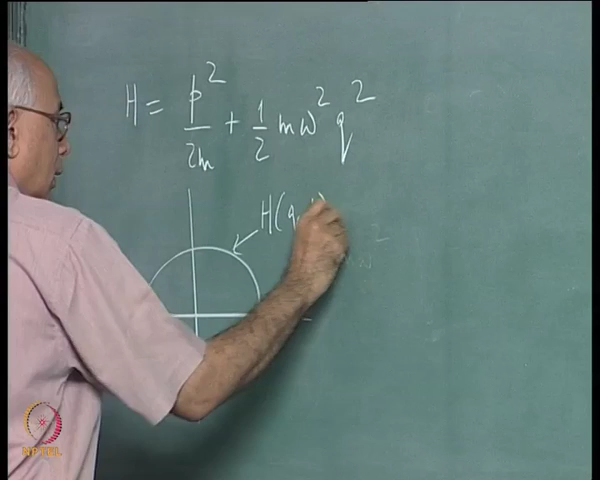 H = p²/2m + 1/2 mω² q²
H(q,
NPTEL